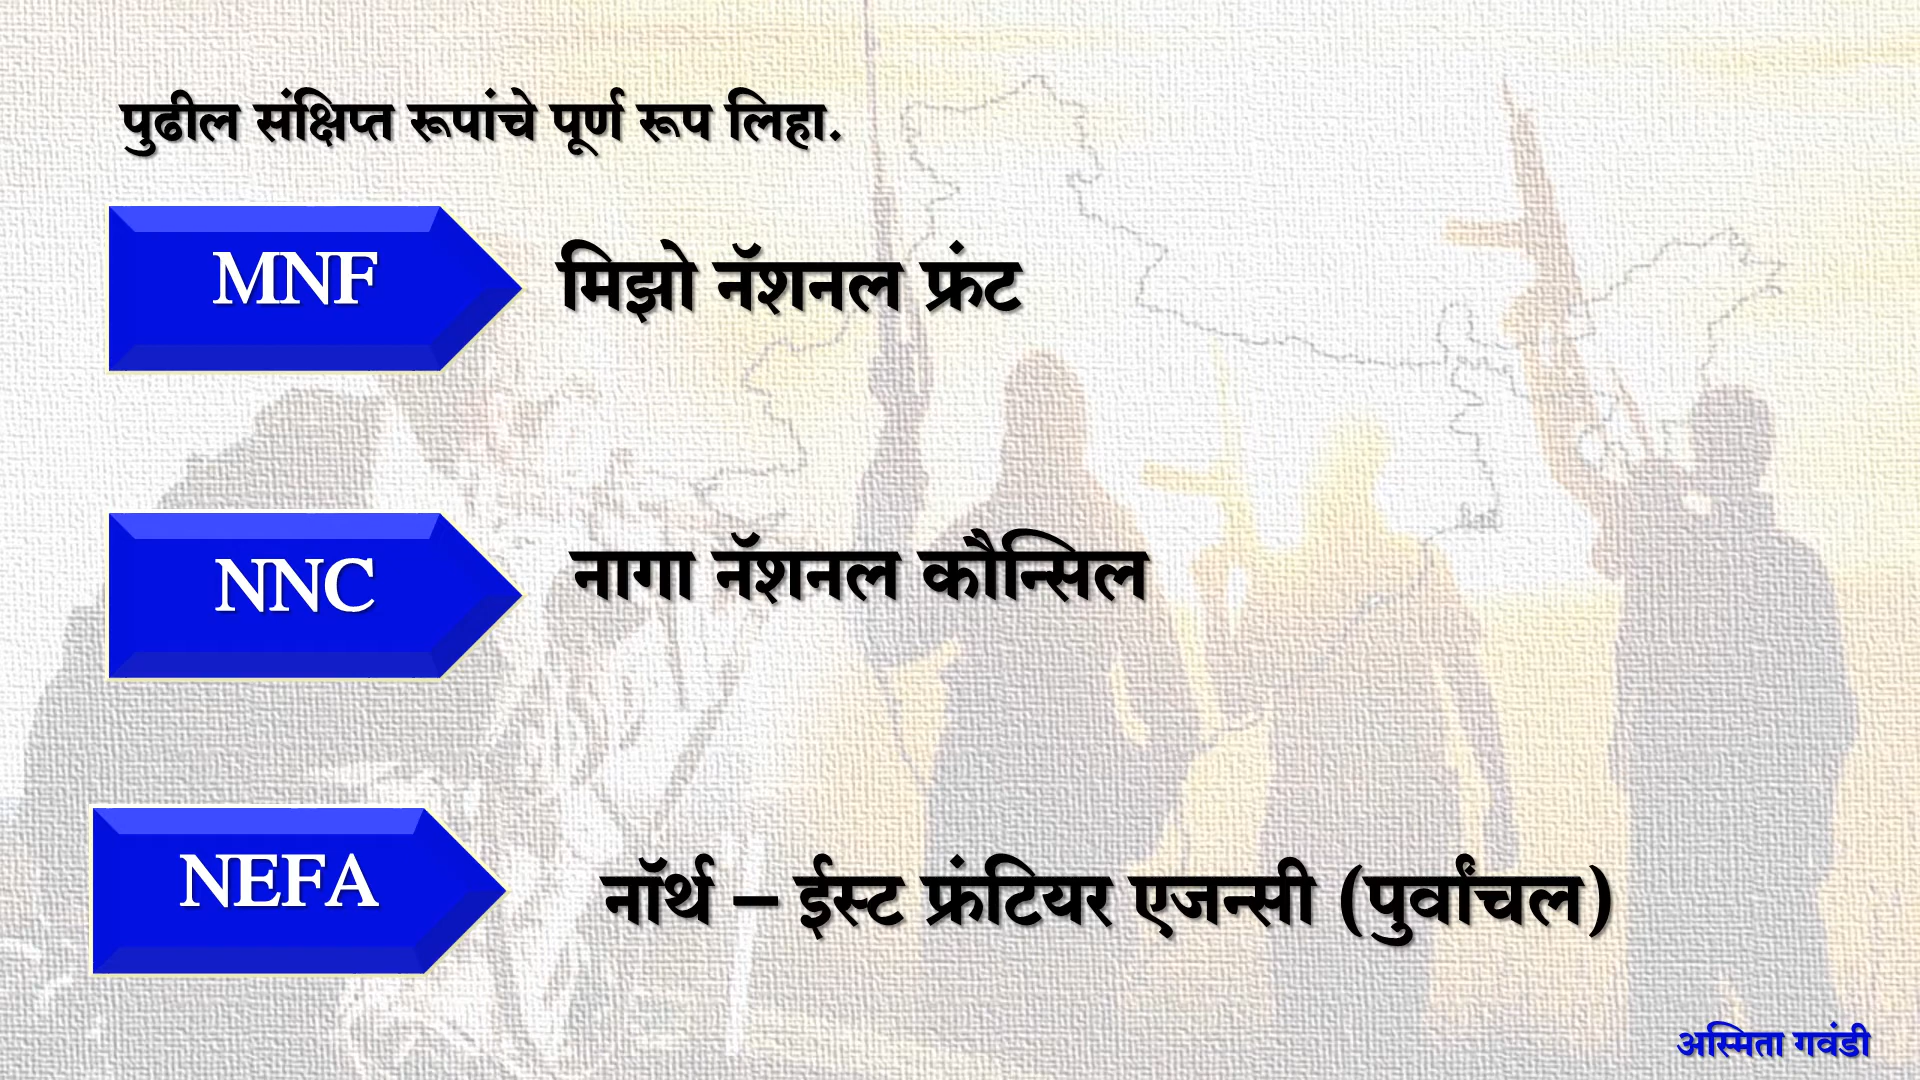 पुढील संक्षिप्त रूपांचे पूर्ण रूप लिहा.
MNF
मिझो नॅशनल फ्रंट
NNC
नागा नॅशनल कौन्सिल
NEFA
नॉर्थ – ईस्ट फ्रंटियर एजन्सी (पुर्वांचल)
अस्मिता गवंडी